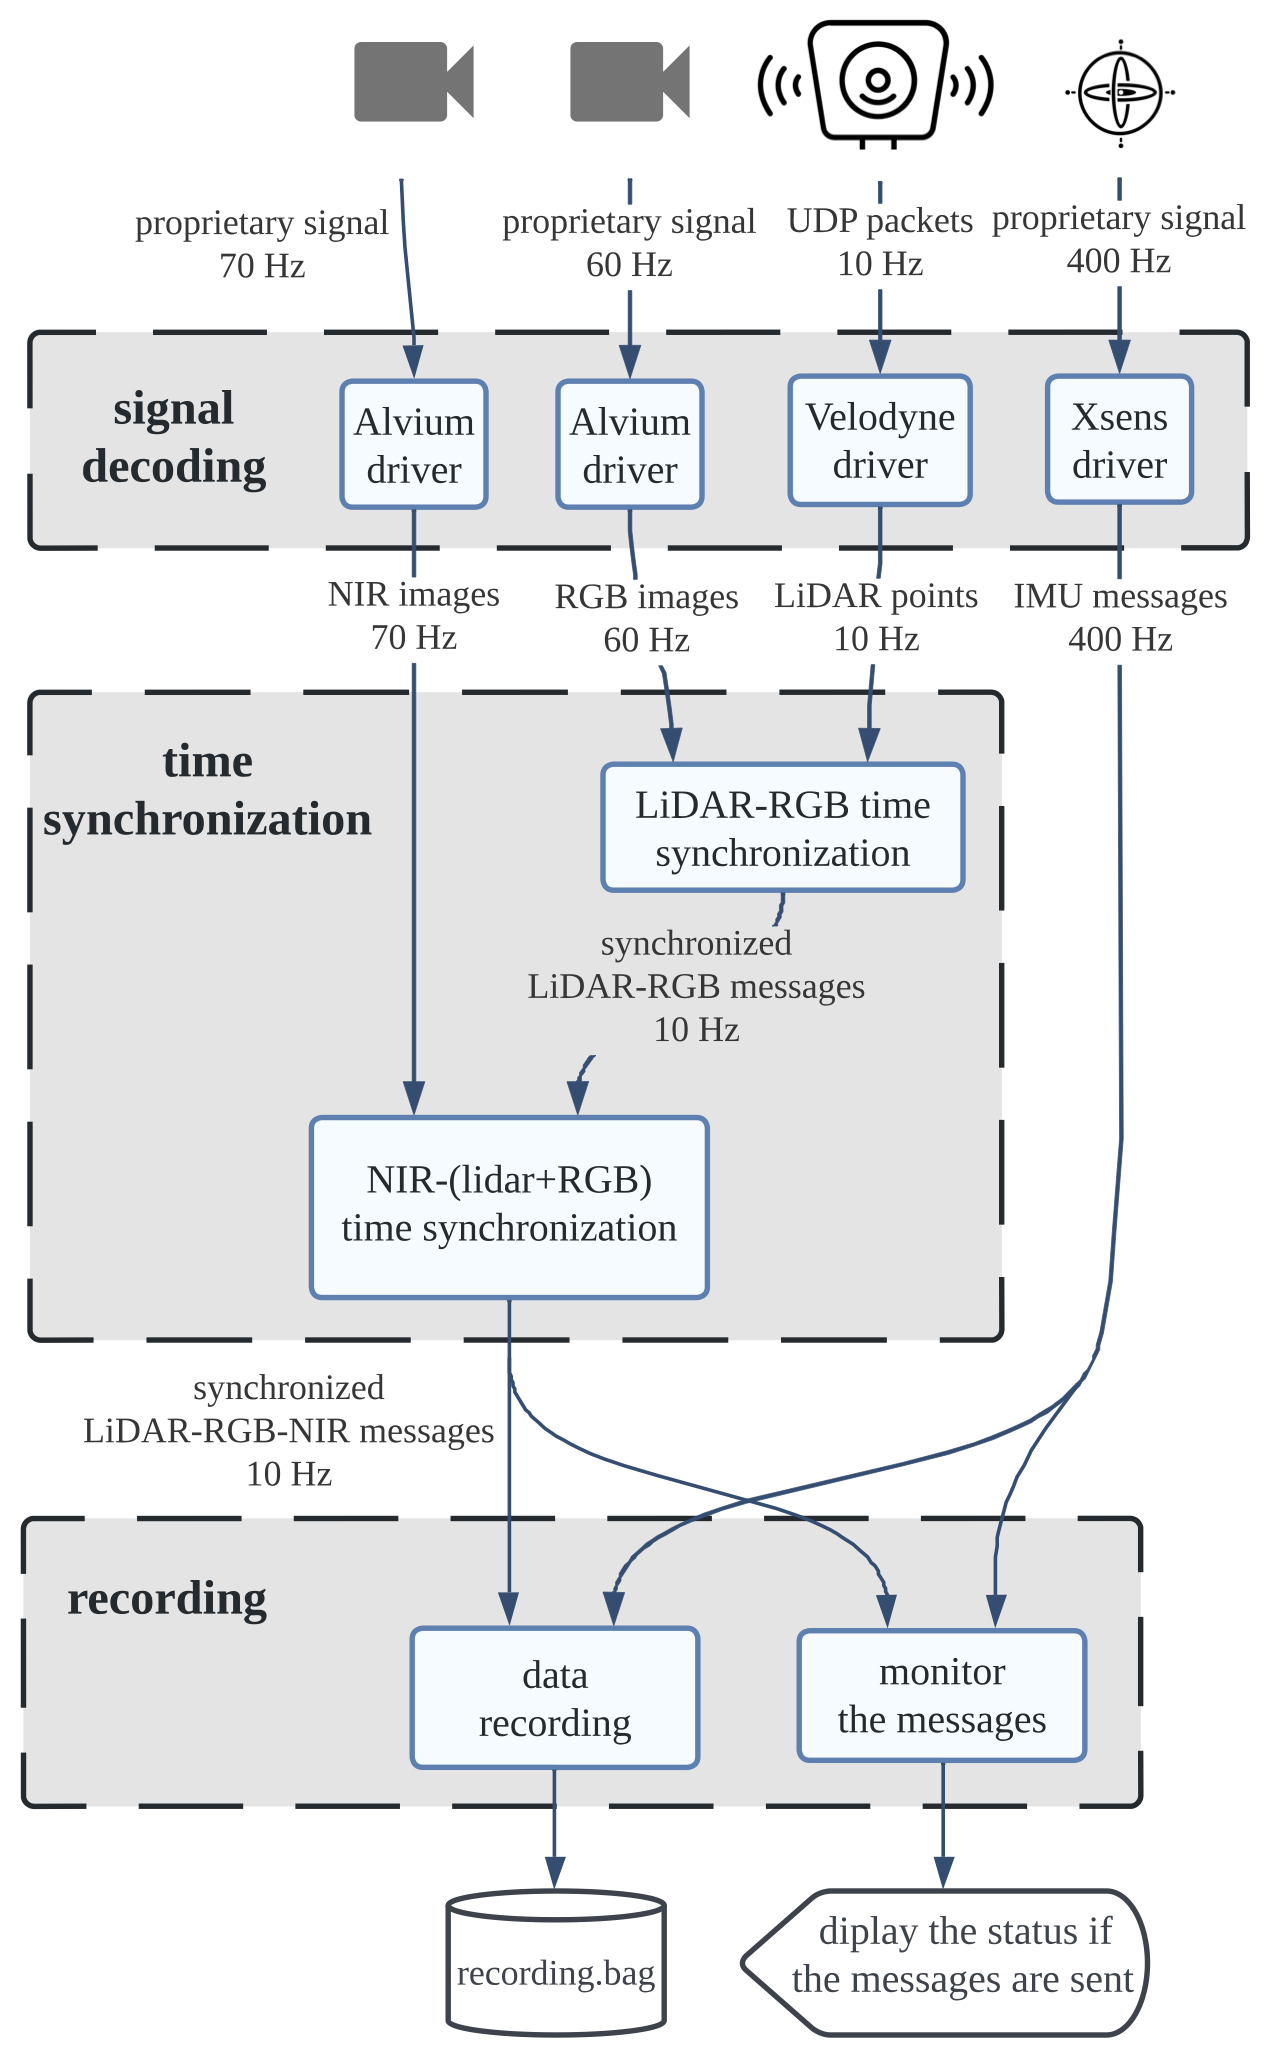 proprietary signal
70 Hz
proprietary signal
60 Hz
UDP packets
10 Hz
proprietary signal
400 Hz
signal
decoding
Alvium
driver
Alvium
driver
Velodyne
driver
Xsens
driver
NIR images
70 Hz
RGB images
60 Hz
LiDAR points
10 Hz
IMU messages
400 Hz
time
synchronization
LiDAR-RGB time
synchronization
synchronized
LiDAR-RGB messages
10 Hz
NIR-(lidar+RGB)
time synchronization
synchronized
LiDAR-RGB-NIR messages
10 Hz
recording
data
recording
monitor
the messages
recording.bag
diplay the status if
the messages are sent